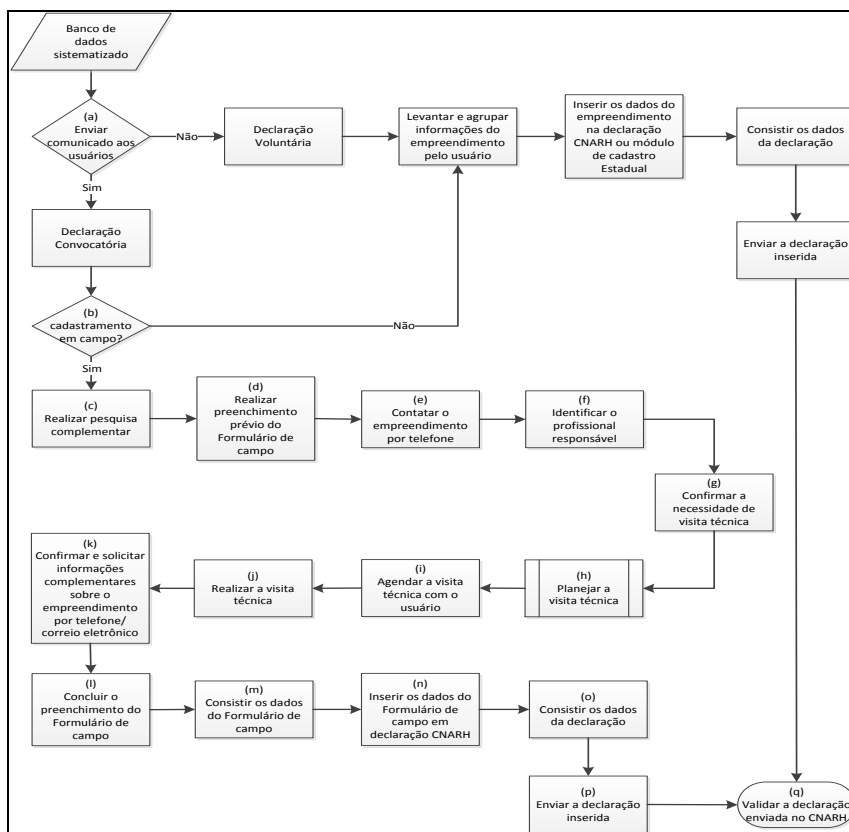 Banco de
dados
sistematizado
(a)
Enviar
comunicado aos
usuários
Não
Declaração
Voluntária
Levantar e agrupar
informações do
empreendimento
pelo usuário
Inserir os dados do
empreendimento
na declaração
CNARH ou módulo
de cadastro
Estadual
Consistir os dados
da declaração
Sim
Declaração
Convocatória
Enviar a declaração
inserida
(b)
cadastramento
em campo?
Não
Sim
(c)
Realizar pesquisa
complementar
(d)
Realizar
preenchimento
prévio do
Formulário de
campo
(e)
Contatar o
empreendimento
por telefone
(f)
Identificar o
profissional
responsável
(g)
Confirmar a
necessidade de
visita técnica
(h)
Planejar a
visita técnica
(i)
Agendar a visita
técnica com o
usuário
(j)
Realizar a visita
técnica
(k)
Confirmar e solicitar
informações
complementares
sobre o
empreendimento
por telefone/
correio eletrônico
(l)
Concluir o
preenchimento do
Formulário de
campo
(m)
Consistir os dados
do Formulário de
campo
(n)
Inserir os dados do
Formulário de
campo em
declaração CNARH
(o)
Consistir os dados
da declaração
(p)
Enviar a declaração
inserida
(q)
Validar a declaração
enviada no CNARH